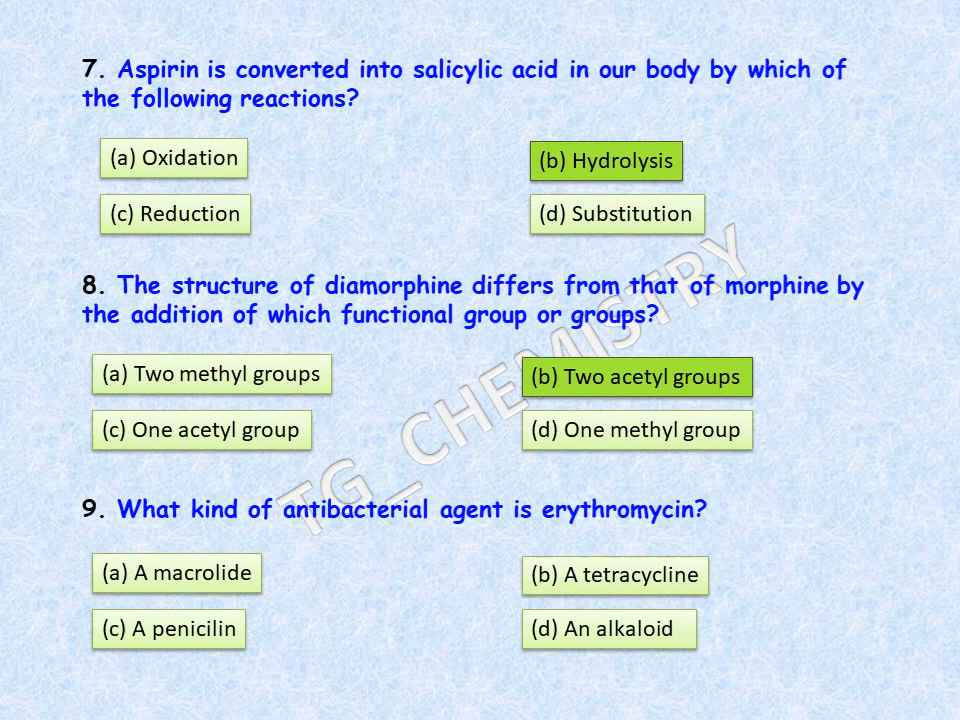 7. Aspirin is converted into salicylic acid in our body by which of
the following reactions?
(a) Oxidation
(b) Hydrolysis
(c) Reduction
(d) Substitution
8. The structure of diamorphine differs from that of morphine by
the addition of which functional group or groups?
(a) Two methyl groups
(b) Two acetyl groups
(c) One acetyl group
(d) One methyl group
TG_CHEMISTRY
9. What kind of antibacterial agent is erythromycin?
(a) A macrolide
(b) A tetracycline
(c) A penicilin
(d) An alkaloid